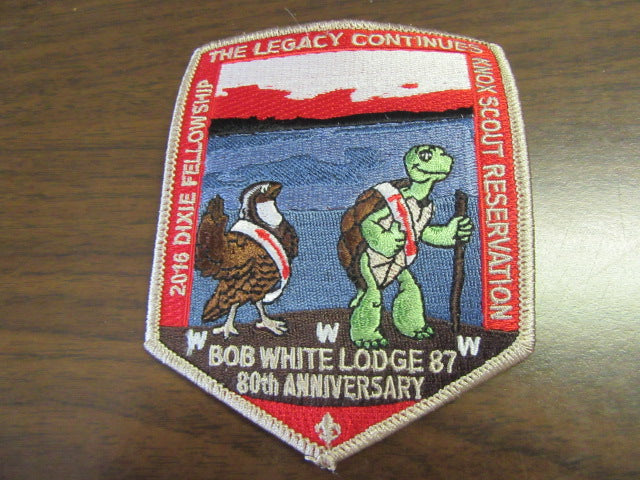 2016 DIXIE FELLOWSHIP
THE LEGACY CONTINUES
KNOX SCOUT RESERVATION
W W W
BOB WHITE LODGE 87
80th ANNIVERSARY